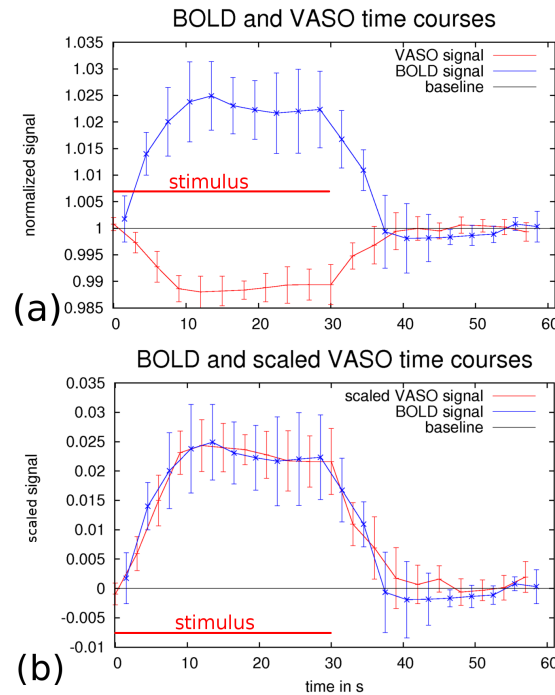 BOLD and VASO time courses
VASO signal
BOLD signal
baseline
1.035
1.03
1.025
1.02
1.015
1.01
1.005
1
0.995
0.99
0.985
normalized signal
stimulus
(a)
0 10 20 30 40 50 60
BOLD and scaled VASO time courses
scaled VASO signal
BOLD signal
baseline
0.035
0.03
0.025
0.02
0.015
0.01
0.005
0
-0.005
-0.01
scaled signal
stimulus
(b)
0 10 20 30 40 50 60
time in s